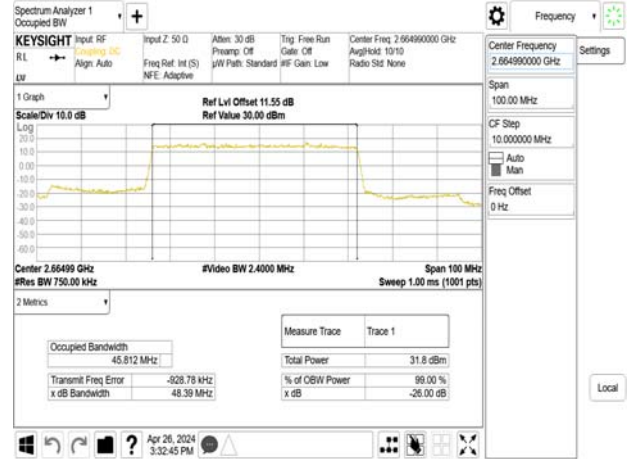 Spectrum Analyzer 1
Occupied BW
Frequency
KEYSIGHT
RL
LXI
Input: RF
Coupling: DC
Align: Auto
Input Z: 50 Ω
Freq Ref: Int (S)
NFE: Adaptive
Atten: 30 dB
Preamp: Off
µW Path: Standard
Trig: Free Run
Gate: Off
#IF Gain: Low
Center Freq: 2.664990000 GHz
Avg|Hold: 10/10
Radio Std: None
Center Frequency
2.664990000 GHz
Settings
Span
100.00 MHz
CF Step
10.000000 MHz
Auto
Man
Freq Offset
0 Hz
Local
1 Graph
Scale/Div 10.0 dB
Ref Lvl Offset 11.55 dB
Ref Value 30.00 dBm
Log
20.0
10.0
0.00
-10.0
-20.0
-30.0
-40.0
-50.0
-60.0
Center 2.66499 GHz
#Video BW 2.4000 MHz
Span 100 MHz
#Res BW 750.00 kHz
Sweep 1.00 ms (1001 pts)
2 Metrics
Measure Trace Trace 1
Occupied Bandwidth
45.812 MHz
Total Power 31.8 dBm
Transmit Freq Error -928.78 kHz
% of OBW Power 99.00 %
x dB Bandwidth 48.39 MHz
x dB -26.00 dB
?
Apr 26, 2024
3:32:45 PM